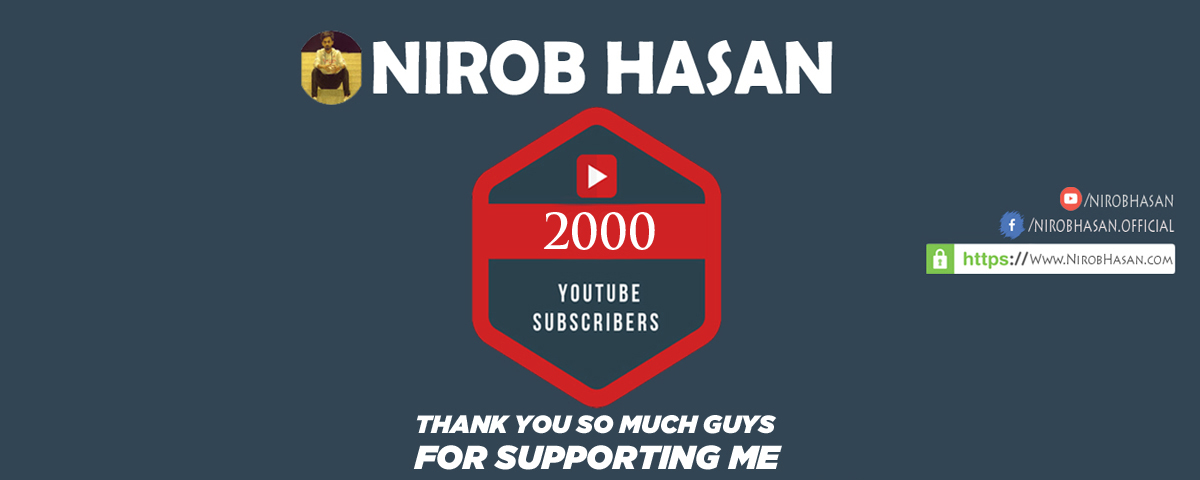 NIROB HASAN
2000
YOUTUBE
SUBSCRIBERS
THANK YOU SO MUCH GUYS
FOR SUPPORTING ME
/NIROBHASAN
/NIROBHASAN.OFFICIAL
https://WWW.NIROBHASAN.COM